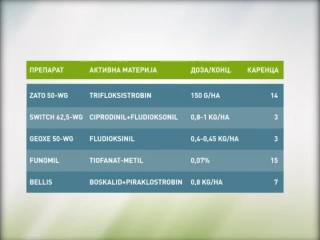 ПРЕПАРАТ АКТИВНА МАТЕРИЈА ДОЗА/КОНЦ. КАРЕНЦА
ZATO 50-WG TRIFLOKSISTROBIN 150 G/HA 14
SWITCH 62,5-WG CIPRODINIL+FLUDIOKSONIL 0,8-1 KG/HA 3
GEOXE 50-WG FLUDIOKSINIL 0,4-0,45 KG/HA 3
FUNOMIL TIOFANAT-METIL 0,07% 15
BELLIS BOSKALID+PIRAKLOSTROBIN 0,8 KG/HA 7